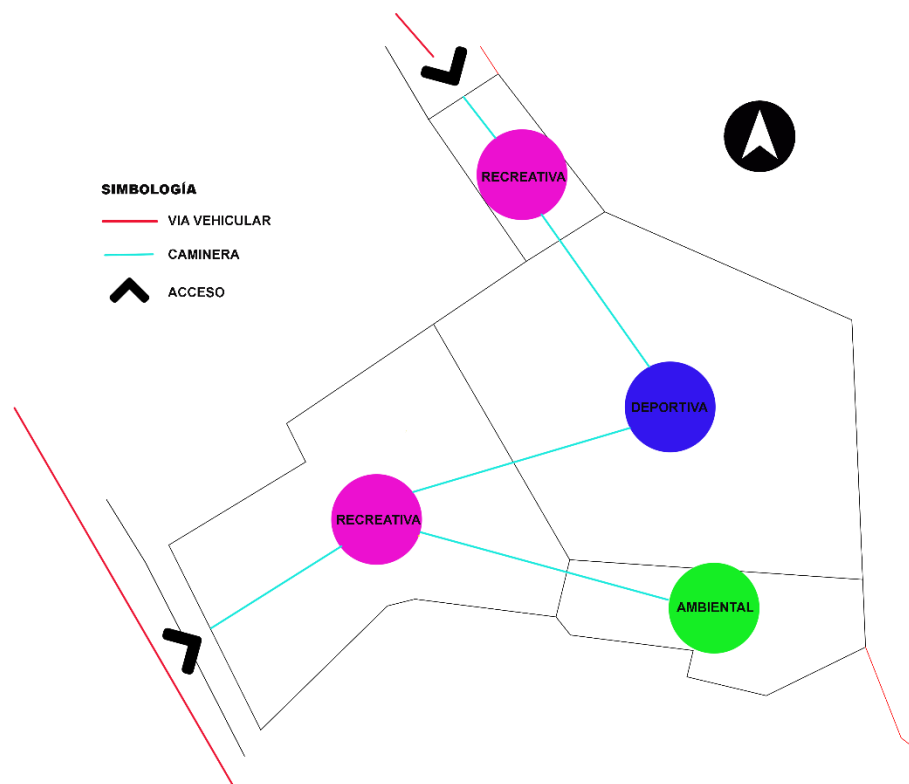 RECREATIVA
SIMBOLOGÍA
VIA VEHICULAR
CAMINERA
ACCESO
DEPORTIVA
RECREATIVA
AMBIENTAL